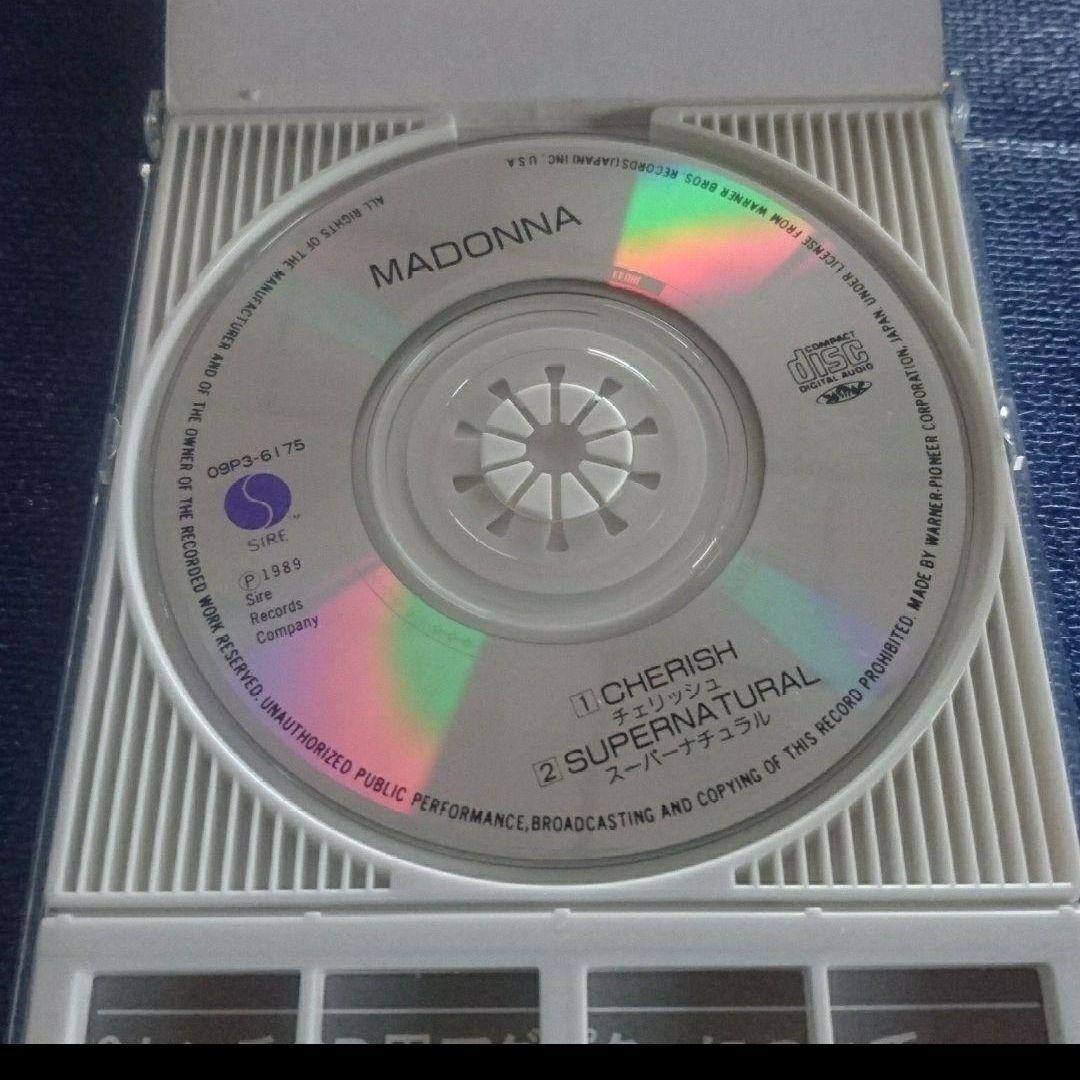 MADONNA
COMPACT
disc
DIGITAL AUDIO
09P3-6175
SIRE
℗1989
Sire
Records
Company
1 CHERISH
チェリッシュ
2 SUPERNATURAL
スーパーナチュラル
ALL RIGHTS OF THE MANUFACTURER AND OF THE OWNER OF THE RECORDED WORK RESERVED. UNAUTHORIZED PUBLIC PERFORMANCE, BROADCASTING AND COPYING OF THIS RECORD PROHIBITED. MADE BY WARNER-PIONEER CORPORATION, JAPAN UNDER LICENSE FROM WARNER BROS. RECORDS (JAPAN) INC., U.S.A